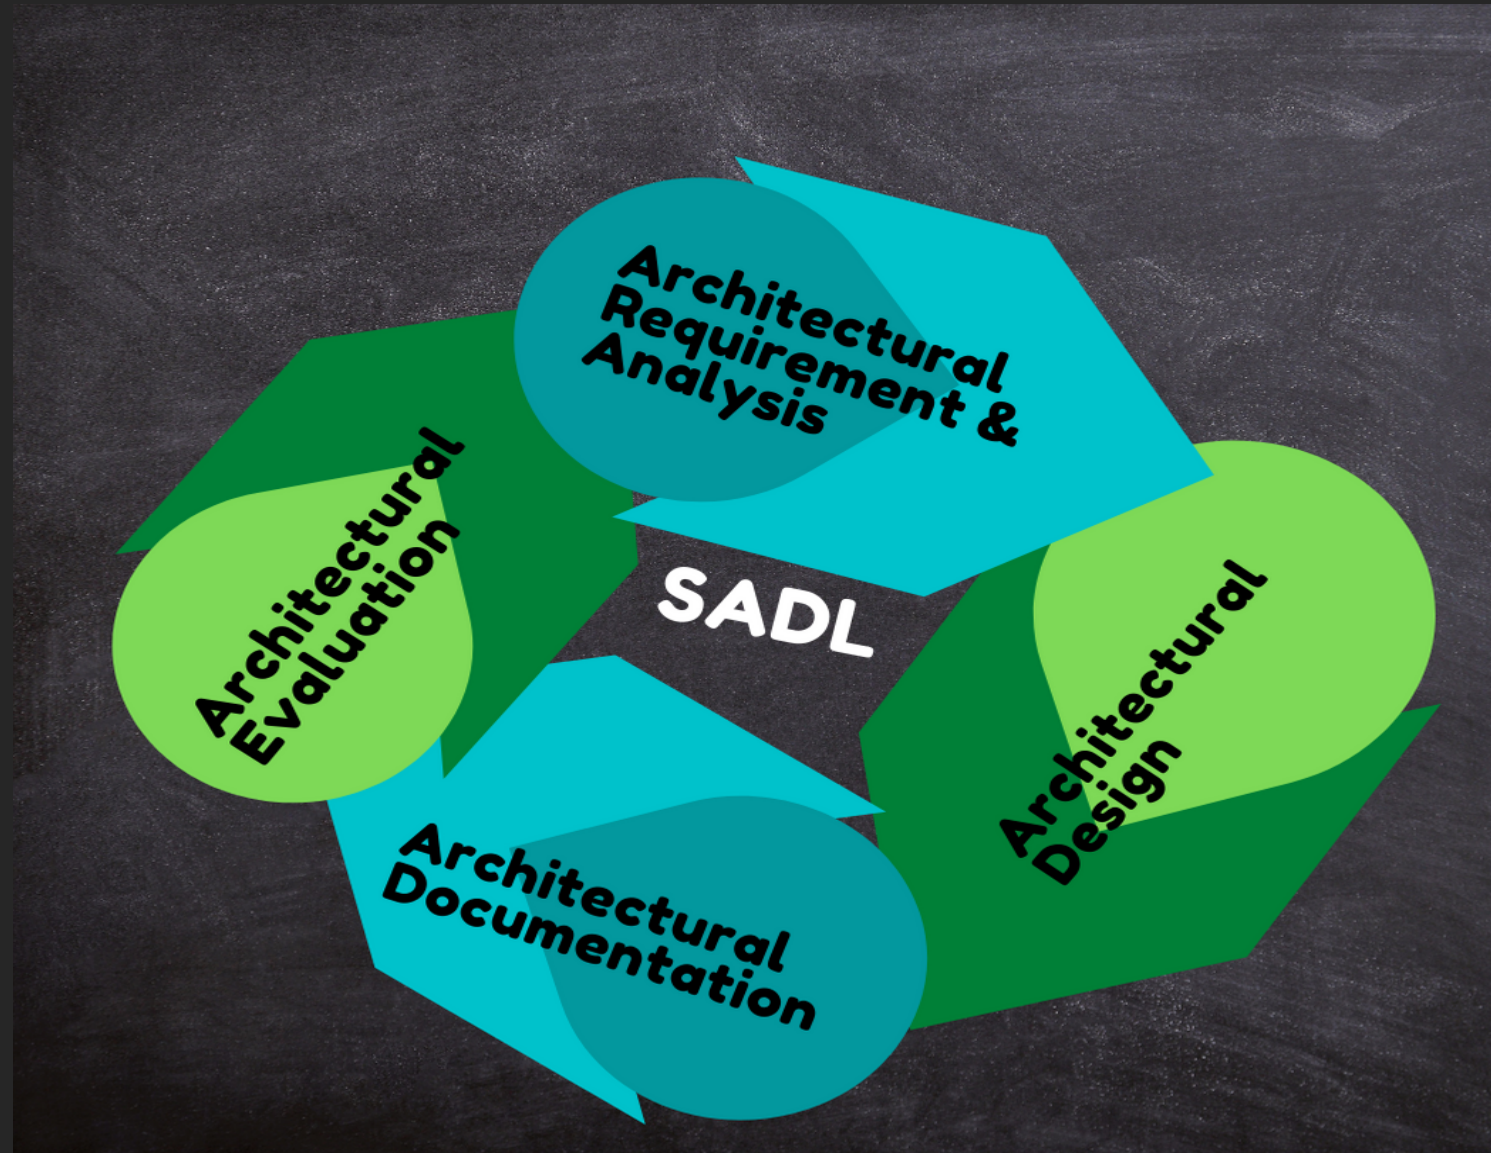 Architectural
Requirement &
Analysis
Architectural
Evaluation
SADL
Architectural
Design
Architectural
Documentation